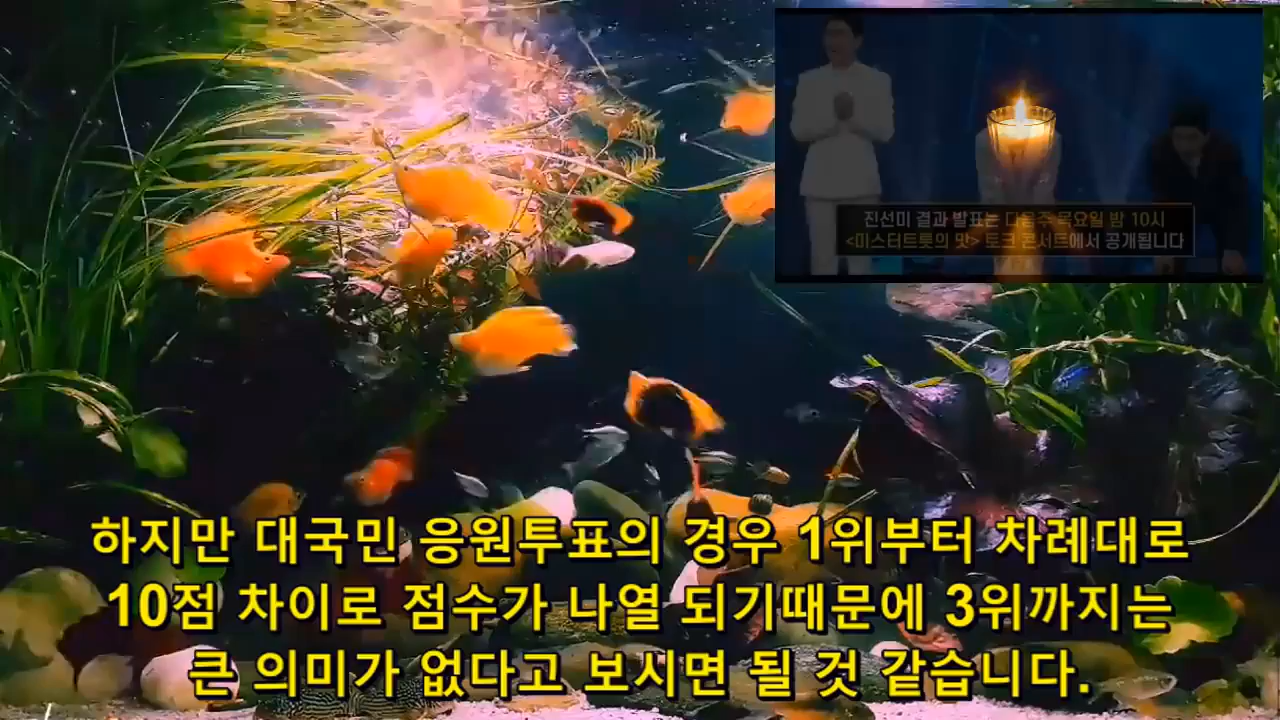 진선미 결과 발표는 다음주 목요일 밤 10시
<미스터트롯의 맛> 토크 콘서트에서 공개됩니다
하지만 대국민 응원투표의 경우 1위부터 차례대로
10점 차이로 점수가 나열 되기때문에 3위까지는
큰 의미가 없다고 보시면 될 것 같습니다.